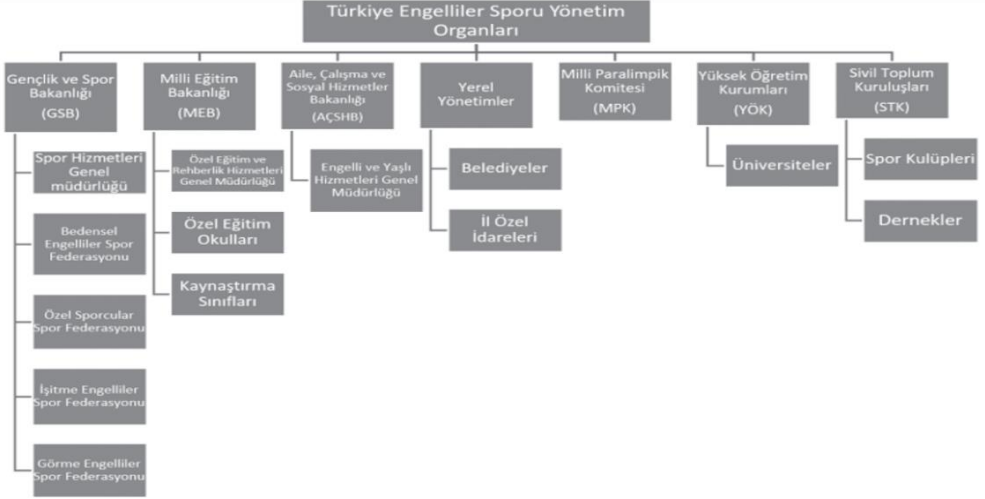 Türkiye Engelliler Sporu Yönetim
Organları
Gençlik ve Spor
Bakanlığı
(GSB)
Spor Hizmetleri
Genel
müdürlüğü
Bedensel
Engelliler Spor
Federasyonu
Özel Sporcular
Spor Federasyonu
İşitme Engelliler
Spor Federasyonu
Görme Engelliler
Spor Federasyonu
Milli Eğitim
Bakanlığı
(MEB)
Özel Eğitim ve
Rehberlik Hizmetleri
Genel Müdürlüğü
Özel Eğitim
Okulları
Kaynaştırma
Sınıfları
Aile, Çalışma ve
Sosyal Hizmetler
Bakanlığı
(AÇSHB)
Engelli ve Yaşlı
Hizmetleri Genel
Müdürlüğü
Yerel
Yönetimler
Belediyeler
İl Özel
İdareleri
Milli Paralimpik
Komitesi
(MPK)
Yüksek Öğretim
Kurumları
(YÖK)
Üniversiteler
Sivil Toplum
Kuruluşları
(STK)
Spor Kulüpleri
Dernekler